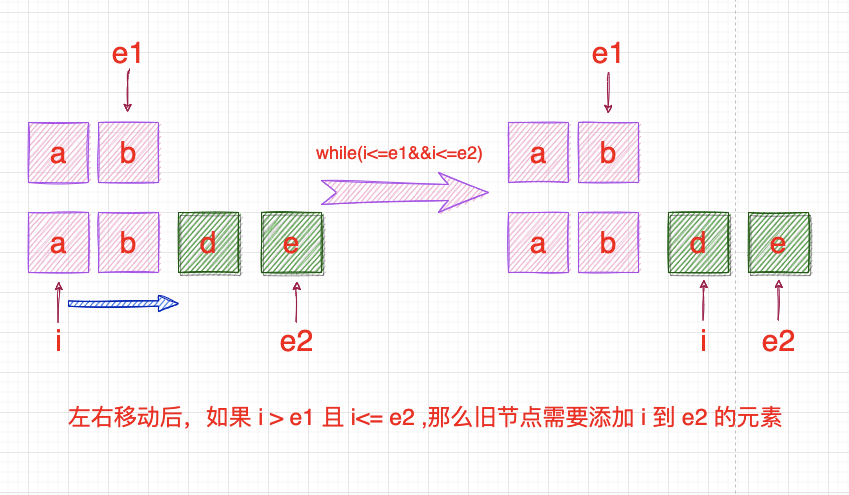 e1
e1
a b
while(i<=e1&&i<=e2)
a b
a b d e
a b d e
i
e2
i
e2
左右移动后，如果 i > e1 且 i<= e2 ,那么旧节点需要添加 i 到 e2 的元素